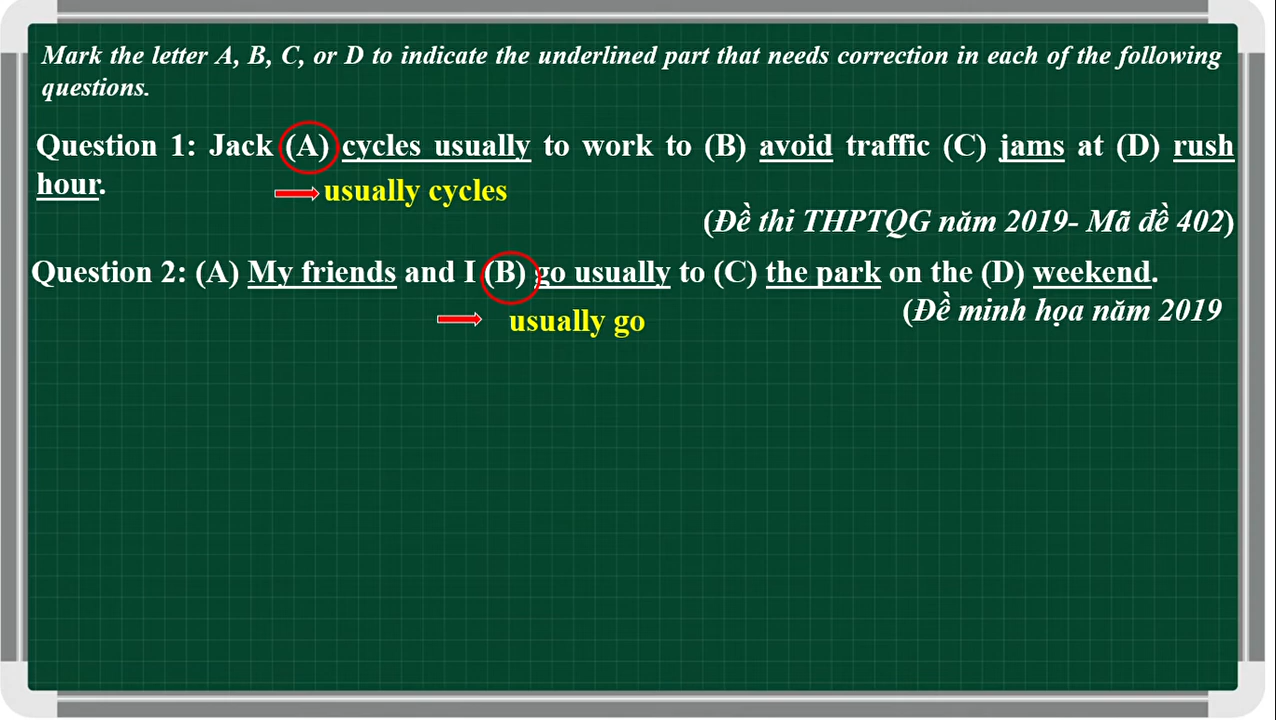 Mark the letter A, B, C, or D to indicate the underlined part that needs correction in each of the following
questions.
Question 1: Jack (A) cycles usually to work to (B) avoid traffic (C) jams at (D) rush
hour.
usually cycles
(Đề thi THPTQG năm 2019- Mã đề 402)
Question 2: (A) My friends and I (B) go usually to (C) the park on the (D) weekend.
(Đề minh họa năm 2019
usually go